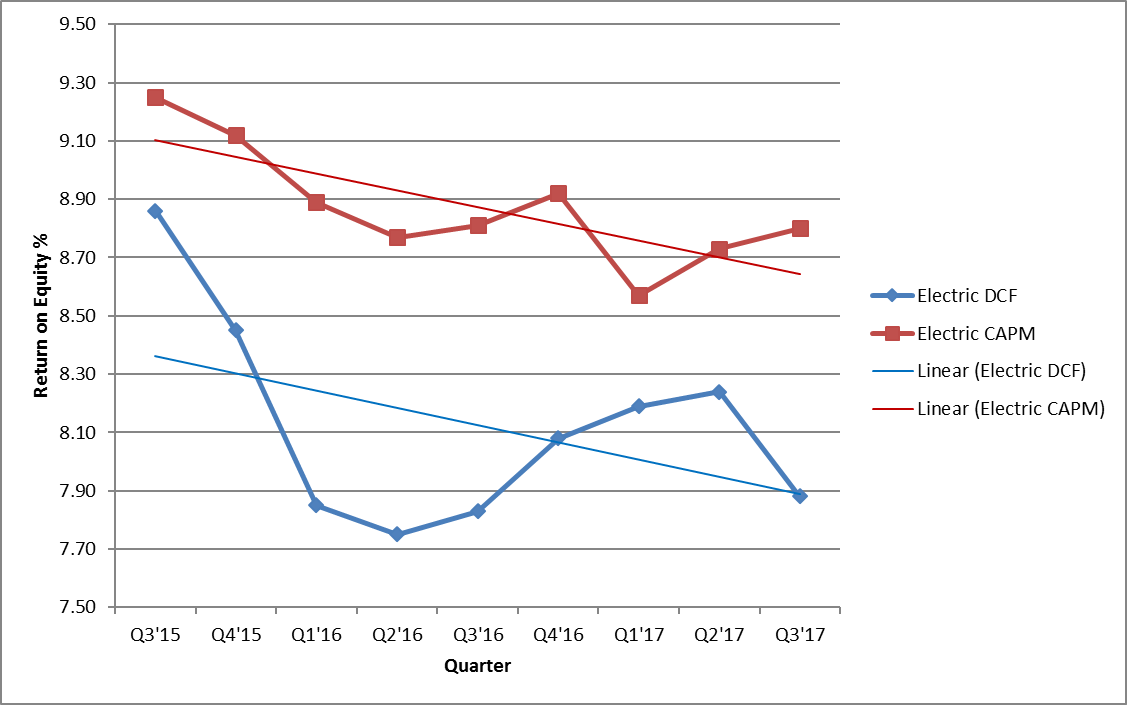 9.50
9.30
9.10
8.90
8.70
8.50
8.30
8.10
7.90
7.70
7.50
Return on Equity %
Q3'15 Q4'15 Q1'16 Q2'16 Q3'16 Q4'16 Q1'17 Q2'17 Q3'17
Quarter
Electric DCF
Electric CAPM
Linear (Electric DCF)
Linear (Electric CAPM)